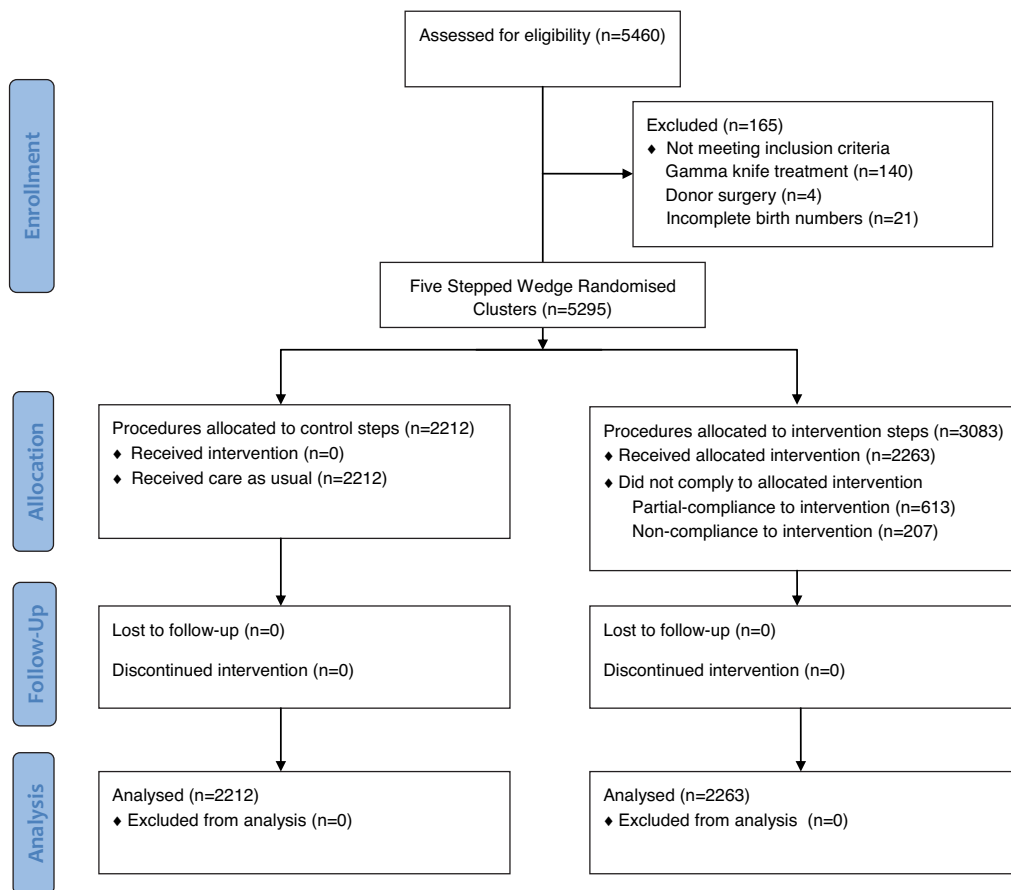 Assessed for eligibility (n=5460)
Enrollment
Excluded (n=165)
♦ Not meeting inclusion criteria
Gamma knife treatment (n=140)
Donor surgery (n=4)
Incomplete birth numbers (n=21)
Five Stepped Wedge Randomised
Clusters (n=5295)
Allocation
Procedures allocated to control steps (n=2212)
♦ Received intervention (n=0)
♦ Received care as usual (n=2212)
Procedures allocated to intervention steps (n=3083)
♦ Received allocated intervention (n=2263)
♦ Did not comply to allocated intervention
Partial-compliance to intervention (n=613)
Non-compliance to intervention (n=207)
Follow-Up
Lost to follow-up (n=0)
Discontinued intervention (n=0)
Lost to follow-up (n=0)
Discontinued intervention (n=0)
Analysis
Analysed (n=2212)
♦ Excluded from analysis (n=0)
Analysed (n=2263)
♦ Excluded from analysis (n=0)